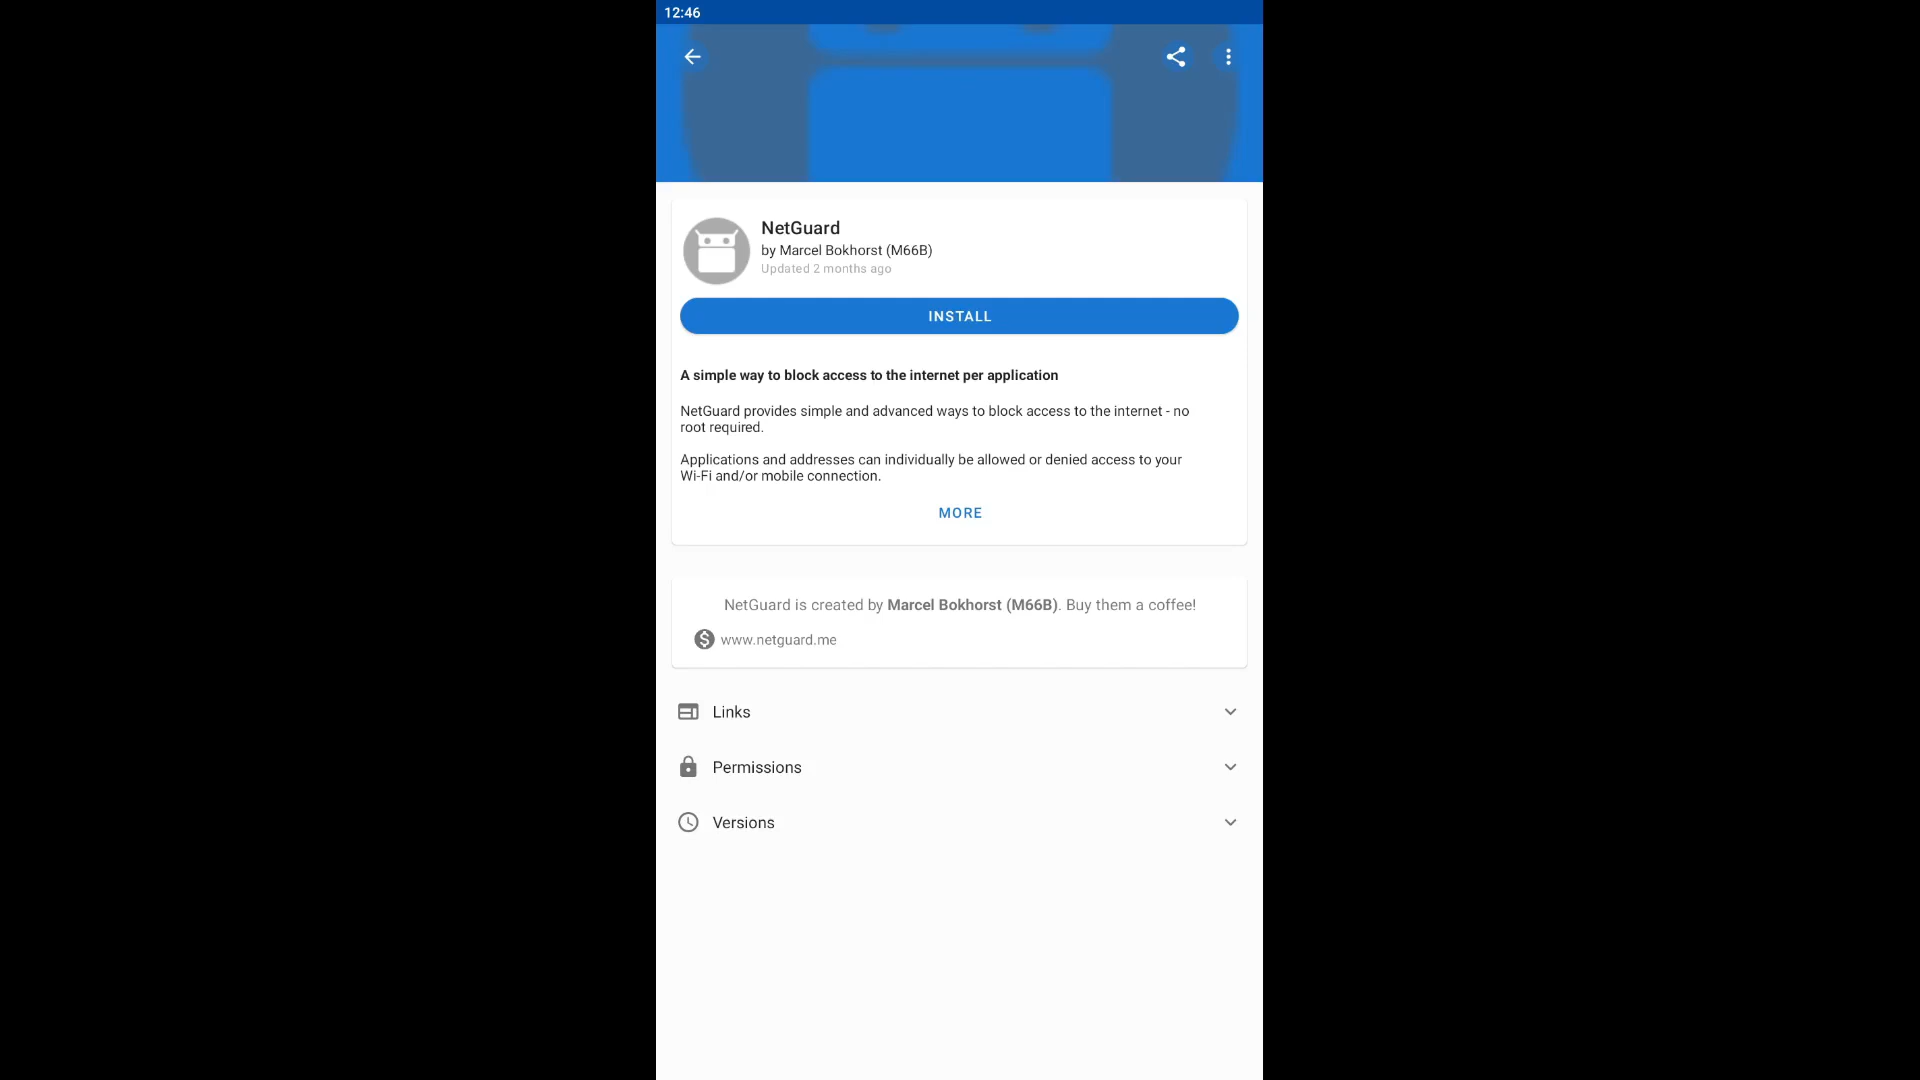 12:46
NetGuard
by Marcel Bokhorst (M66B)
Updated 2 months ago
INSTALL
A simple way to block access to the internet per application
NetGuard provides simple and advanced ways to block access to the internet - no
root required.
Applications and addresses can individually be allowed or denied access to your
Wi-Fi and/or mobile connection.
MORE
NetGuard is created by Marcel Bokhorst (M66B). Buy them a coffee!
www.netguard.me
Links
Permissions
Versions